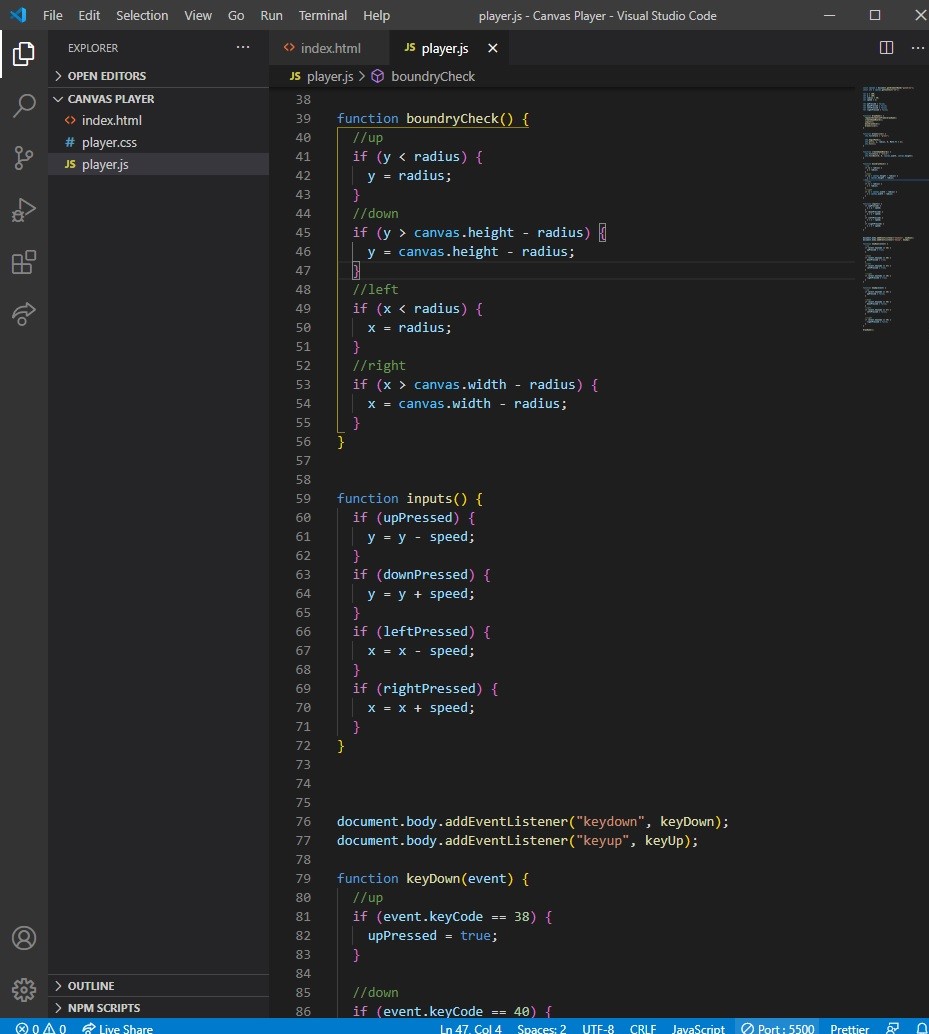 File Edit Selection View Go Run Terminal Help player.js - Canvas Player - Visual Studio Code
EXPLORER
OPEN EDITORS
CANVAS PLAYER
<> index.html
# player.css
JS player.js
<> index.html JS player.js
JS player.js > boundryCheck
38
39 function boundryCheck() {
40 //up
41 if (y < radius) {
42 y = radius;
43 }
44 //down
45 if (y > canvas.height - radius) {
46 y = canvas.height - radius;
47 }
48 //left
49 if (x < radius) {
50 x = radius;
51 }
52 //right
53 if (x > canvas.width - radius) {
54 x = canvas.width - radius;
55 }
56 }
57
58
59 function inputs() {
60 if (upPressed) {
61 y = y - speed;
62 }
63 if (downPressed) {
64 y = y + speed;
65 }
66 if (leftPressed) {
67 x = x - speed;
68 }
69 if (rightPressed) {
70 x = x + speed;
71 }
72 }
73
74
75
76 document.body.addEventListener("keydown", keyDown);
77 document.body.addEventListener("keyup", keyUp);
78
79 function keyDown(event) {
80 //up
81 if (event.keyCode == 38) {
82 upPressed = true;
83 }
84
85 //down
86 if (event.keyCode == 40) {
OUTLINE
NPM SCRIPTS
0 0 Live Share Ln 47, Col 4 Spaces: 2 UTF-8 CRLF JavaScript Port : 5500 Prettier